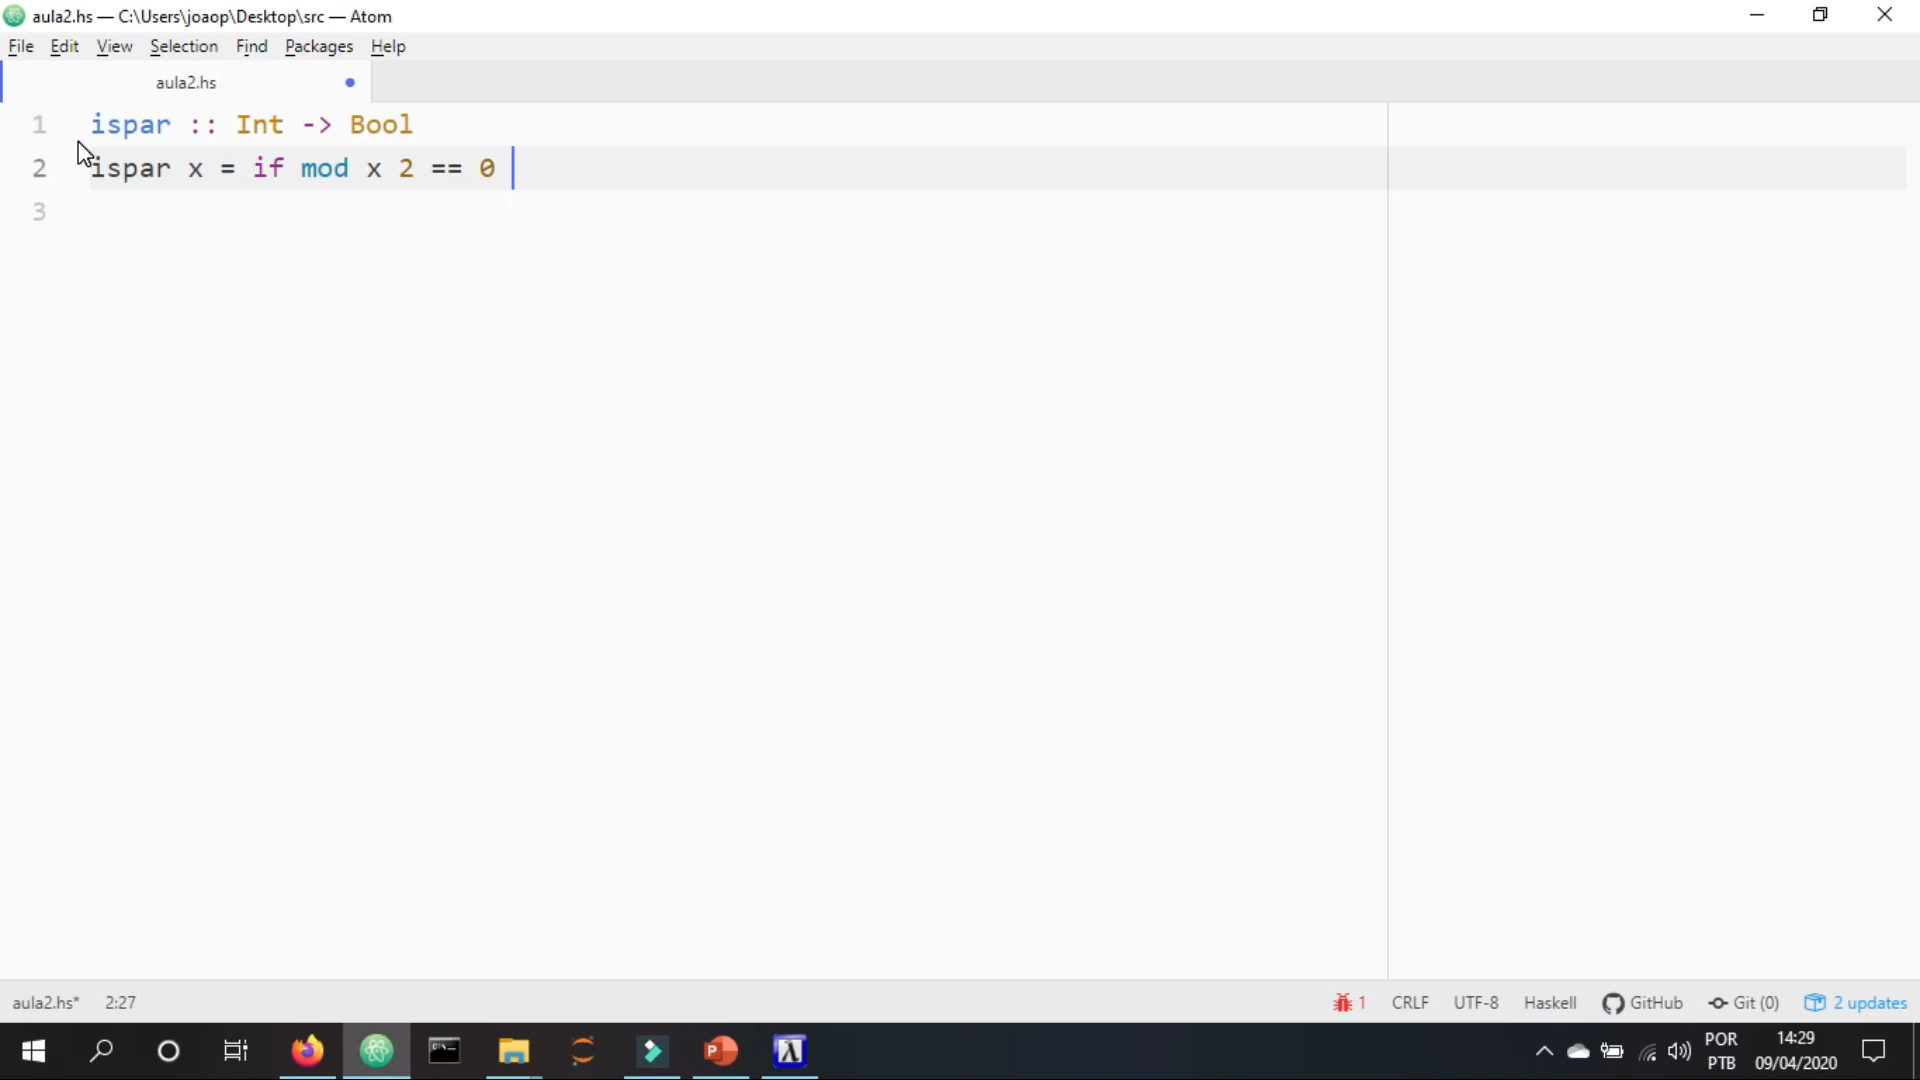 aula2.hs — C:\Users\joaop\Desktop\src — Atom
File Edit View Selection Find Packages Help
aula2.hs
1 ispar :: Int -> Bool
2 ispar x = if mod x 2 == 0
3
aula2.hs* 2:27 1 CRLF UTF-8 Haskell GitHub Git (0) 2 updates
POR 14:29
PTB 09/04/2020